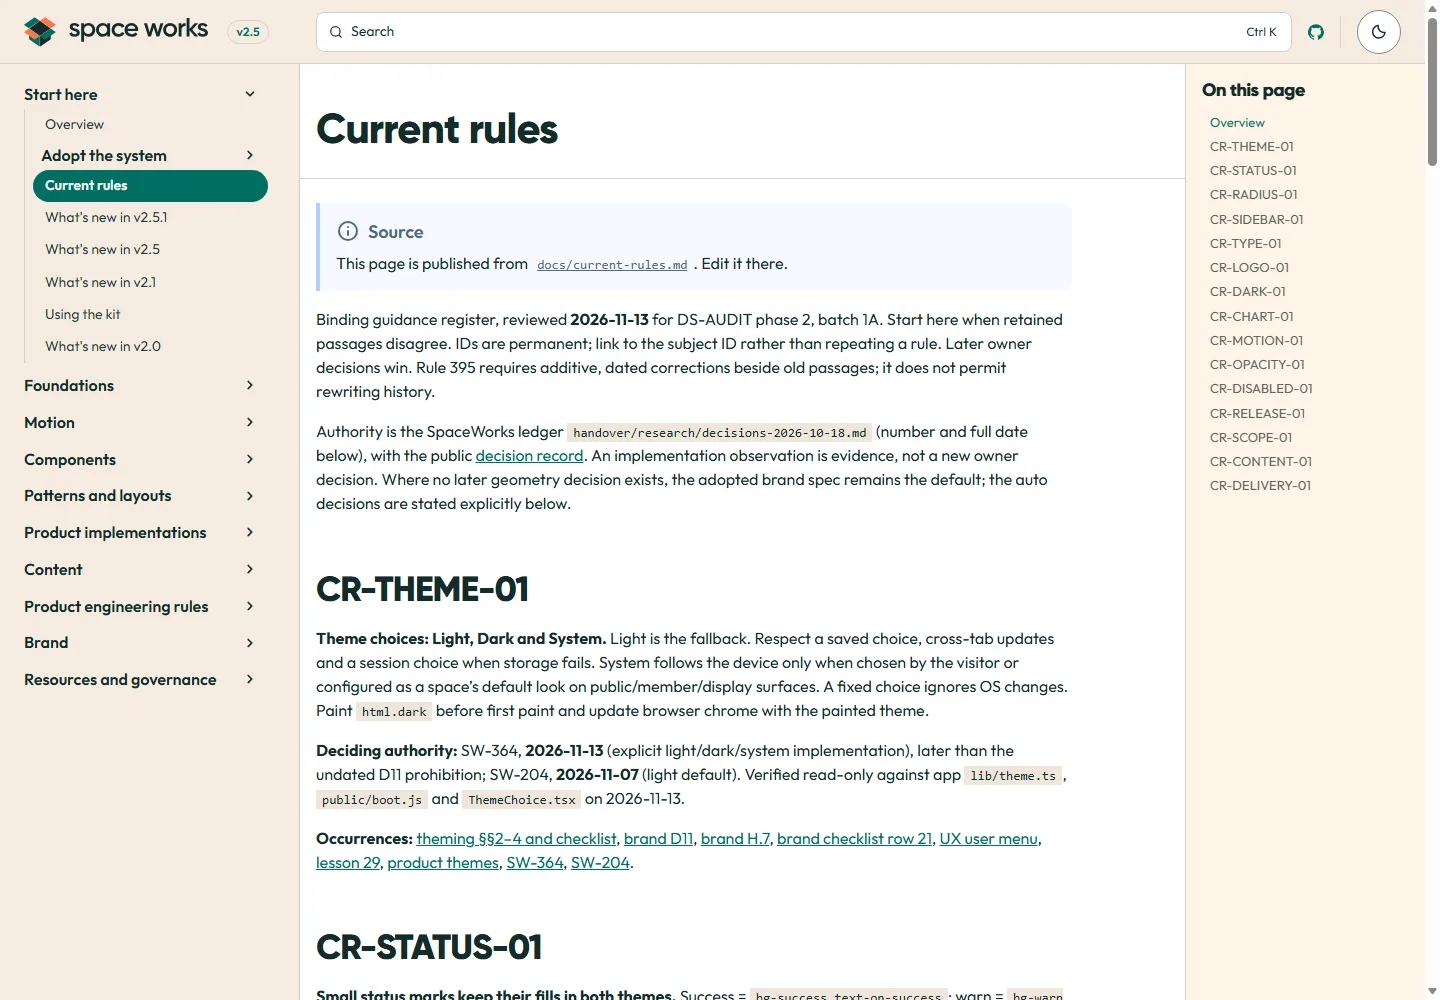 space works
v2.5
Search
Ctrl K
Start here
Overview
Adopt the system
Current rules
What's new in v2.5.1
What's new in v2.5
What's new in v2.1
Using the kit
What's new in v2.0
Foundations
Motion
Components
Patterns and layouts
Product implementations
Content
Product engineering rules
Brand
Resources and governance
Current rules
Source
This page is published from docs/current-rules.md . Edit it there.
Binding guidance register, reviewed 2026-11-13 for DS-AUDIT phase 2, batch 1A. Start here when retained
passages disagree. IDs are permanent; link to the subject ID rather than repeating a rule. Later owner
decisions win. Rule 395 requires additive, dated corrections beside old passages; it does not permit
rewriting history.
Authority is the SpaceWorks ledger handover/research/decisions-2026-10-18.md (number and full date
below), with the public decision record. An implementation observation is evidence, not a new owner
decision. Where no later geometry decision exists, the adopted brand spec remains the default; the auto
decisions are stated explicitly below.
CR-THEME-01
Theme choices: Light, Dark and System. Light is the fallback. Respect a saved choice, cross-tab updates
and a session choice when storage fails. System follows the device only when chosen by the visitor or
configured as a space’s default look on public/member/display surfaces. A fixed choice ignores OS changes.
Paint html.dark before first paint and update browser chrome with the painted theme.
Deciding authority: SW-364, 2026-11-13 (explicit light/dark/system implementation), later than the
undated D11 prohibition; SW-204, 2026-11-07 (light default). Verified read-only against app lib/theme.ts ,
public/boot.js and ThemeChoice.tsx on 2026-11-13.
Occurrences: theming §§2–4 and checklist, brand D11, brand H.7, brand checklist row 21, UX user menu,
lesson 29, product themes, SW-364, SW-204.
CR-STATUS-01
Small status marks keep their fills in both themes. Success = bg-success text-on-success ; warn = bg-warn
On this page
Overview
CR-THEME-01
CR-STATUS-01
CR-RADIUS-01
CR-SIDEBAR-01
CR-TYPE-01
CR-LOGO-01
CR-DARK-01
CR-CHART-01
CR-MOTION-01
CR-OPACITY-01
CR-DISABLED-01
CR-RELEASE-01
CR-SCOPE-01
CR-CONTENT-01
CR-DELIVERY-01